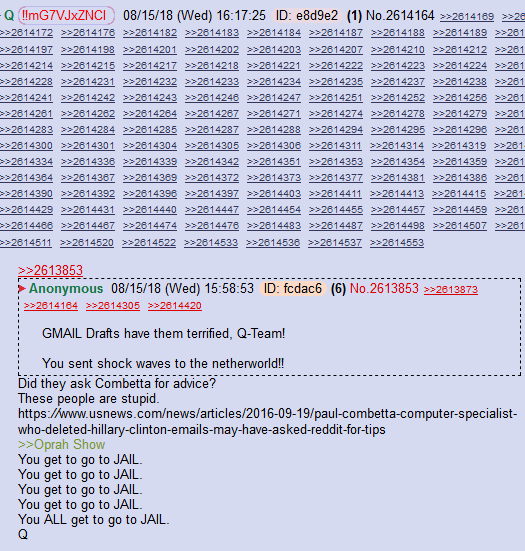 Q !!mG7VJxZNCI 08/15/18 (Wed) 16:17:25 ID: e8d9e2 (1) No.2614164 >>2614169
>>2614172 >>2614176 >>2614182 >>2614183 >>2614184 >>2614187 >>2614188 >>2614189
>>2614197 >>2614198 >>2614201 >>2614202 >>2614203 >>2614207 >>2614210 >>2614212
>>2614214 >>2614215 >>2614217 >>2614218 >>2614221 >>2614222 >>2614223 >>2614224
>>2614228 >>2614231 >>2614232 >>2614233 >>2614234 >>2614235 >>2614237 >>2614238
>>2614241 >>2614242 >>2614243 >>2614246 >>2614247 >>2614251 >>2614252 >>2614256
>>2614261 >>2614262 >>2614264 >>2614267 >>2614271 >>2614274 >>2614278 >>2614279
>>2614283 >>2614284 >>2614285 >>2614287 >>2614288 >>2614294 >>2614295 >>2614296
>>2614300 >>2614301 >>2614304 >>2614305 >>2614306 >>2614311 >>2614314 >>2614319
>>2614334 >>2614336 >>2614339 >>2614342 >>2614351 >>2614353 >>2614354 >>2614359
>>2614364 >>2614367 >>2614369 >>2614372 >>2614373 >>2614377 >>2614381 >>2614386
>>2614390 >>2614392 >>2614396 >>2614397 >>2614403 >>2614411 >>2614413 >>2614415
>>2614429 >>2614431 >>2614440 >>2614447 >>2614454 >>2614455 >>2614457 >>2614459
>>2614466 >>2614474 >>2614476 >>2614483 >>2614487 >>2614498 >>2614507
>>2614511 >>2614520 >>2614522 >>2614533 >>2614536 >>2614537 >>2614553
>>2613853
Anonymous 08/15/18 (Wed) 15:58:53 ID: fcdac6 (6) No.2613853 >>2613873
>>2614164 >>2614305 >>2614420
GMAIL Drafts have them terrified, Q-Team!
You sent shock waves to the netherworld!!
Did they ask Combetta for advice?
These people are stupid.
https://www.usnews.com/news/articles/2016-09-19/paul-combetta-computer-specialist-
who-deleted-hillary-clinton-emails-may-have-asked-reddit-for-tips
>>Oprah Show
You get to go to JAIL.
You get to go to JAIL.
You get to go to JAIL.
You get to go to JAIL.
You ALL get to go to JAIL.
Q